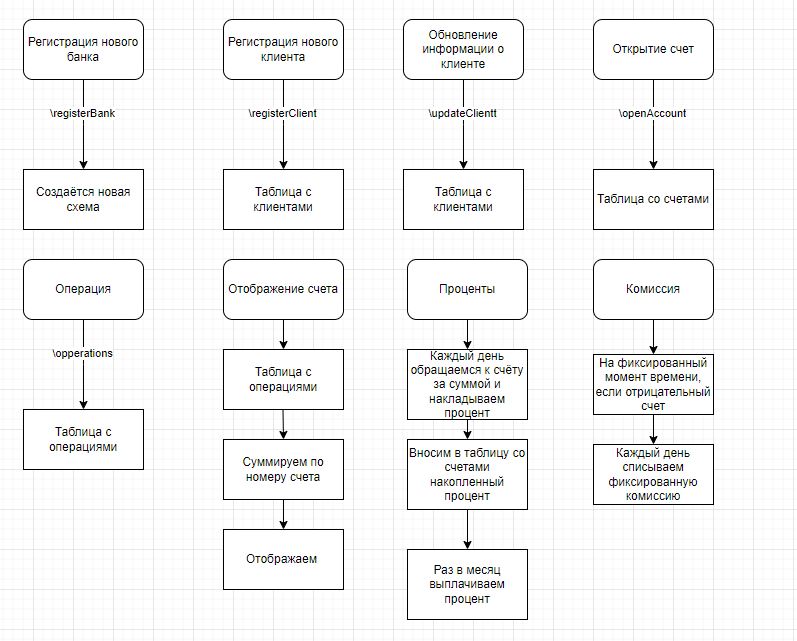 Регистрация нового
банка
\registerBank
Создаётся новая
схема
Регистрация нового
клиента
\registerClient
Таблица с
клиентами
Обновление
информации о
клиенте
\updateClientt
Таблица с
клиентами
Открытие счет
\openAccount
Таблица со счетами
Операция
\opperations
Таблица с
операциями
Отображение счета
Таблица с
операциями
Суммируем по
номеру счета
Отображаем
Проценты
Каждый день
обращаемся к счёту
за суммой и
накладываем
процент
Вносим в таблицу со
счетами
накопленный
процент
Раз в месяц
выплачиваем
процент
Комиссия
На фиксированный
момент времени,
если отрицательный
счет
Каждый день
списываем
фиксированную
комиссию